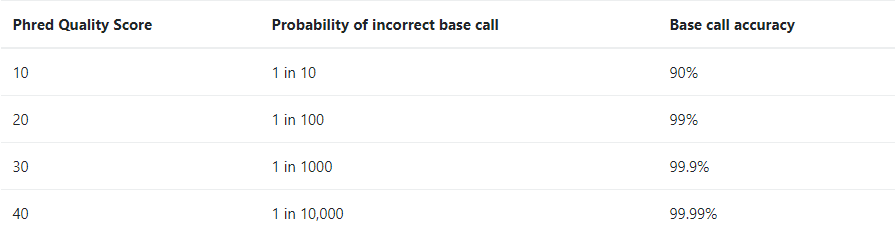 Phred Quality Score Probability of incorrect base call Base call accuracy
10 1 in 10 90%
20 1 in 100 99%
30 1 in 1000 99.9%
40 1 in 10,000 99.99%